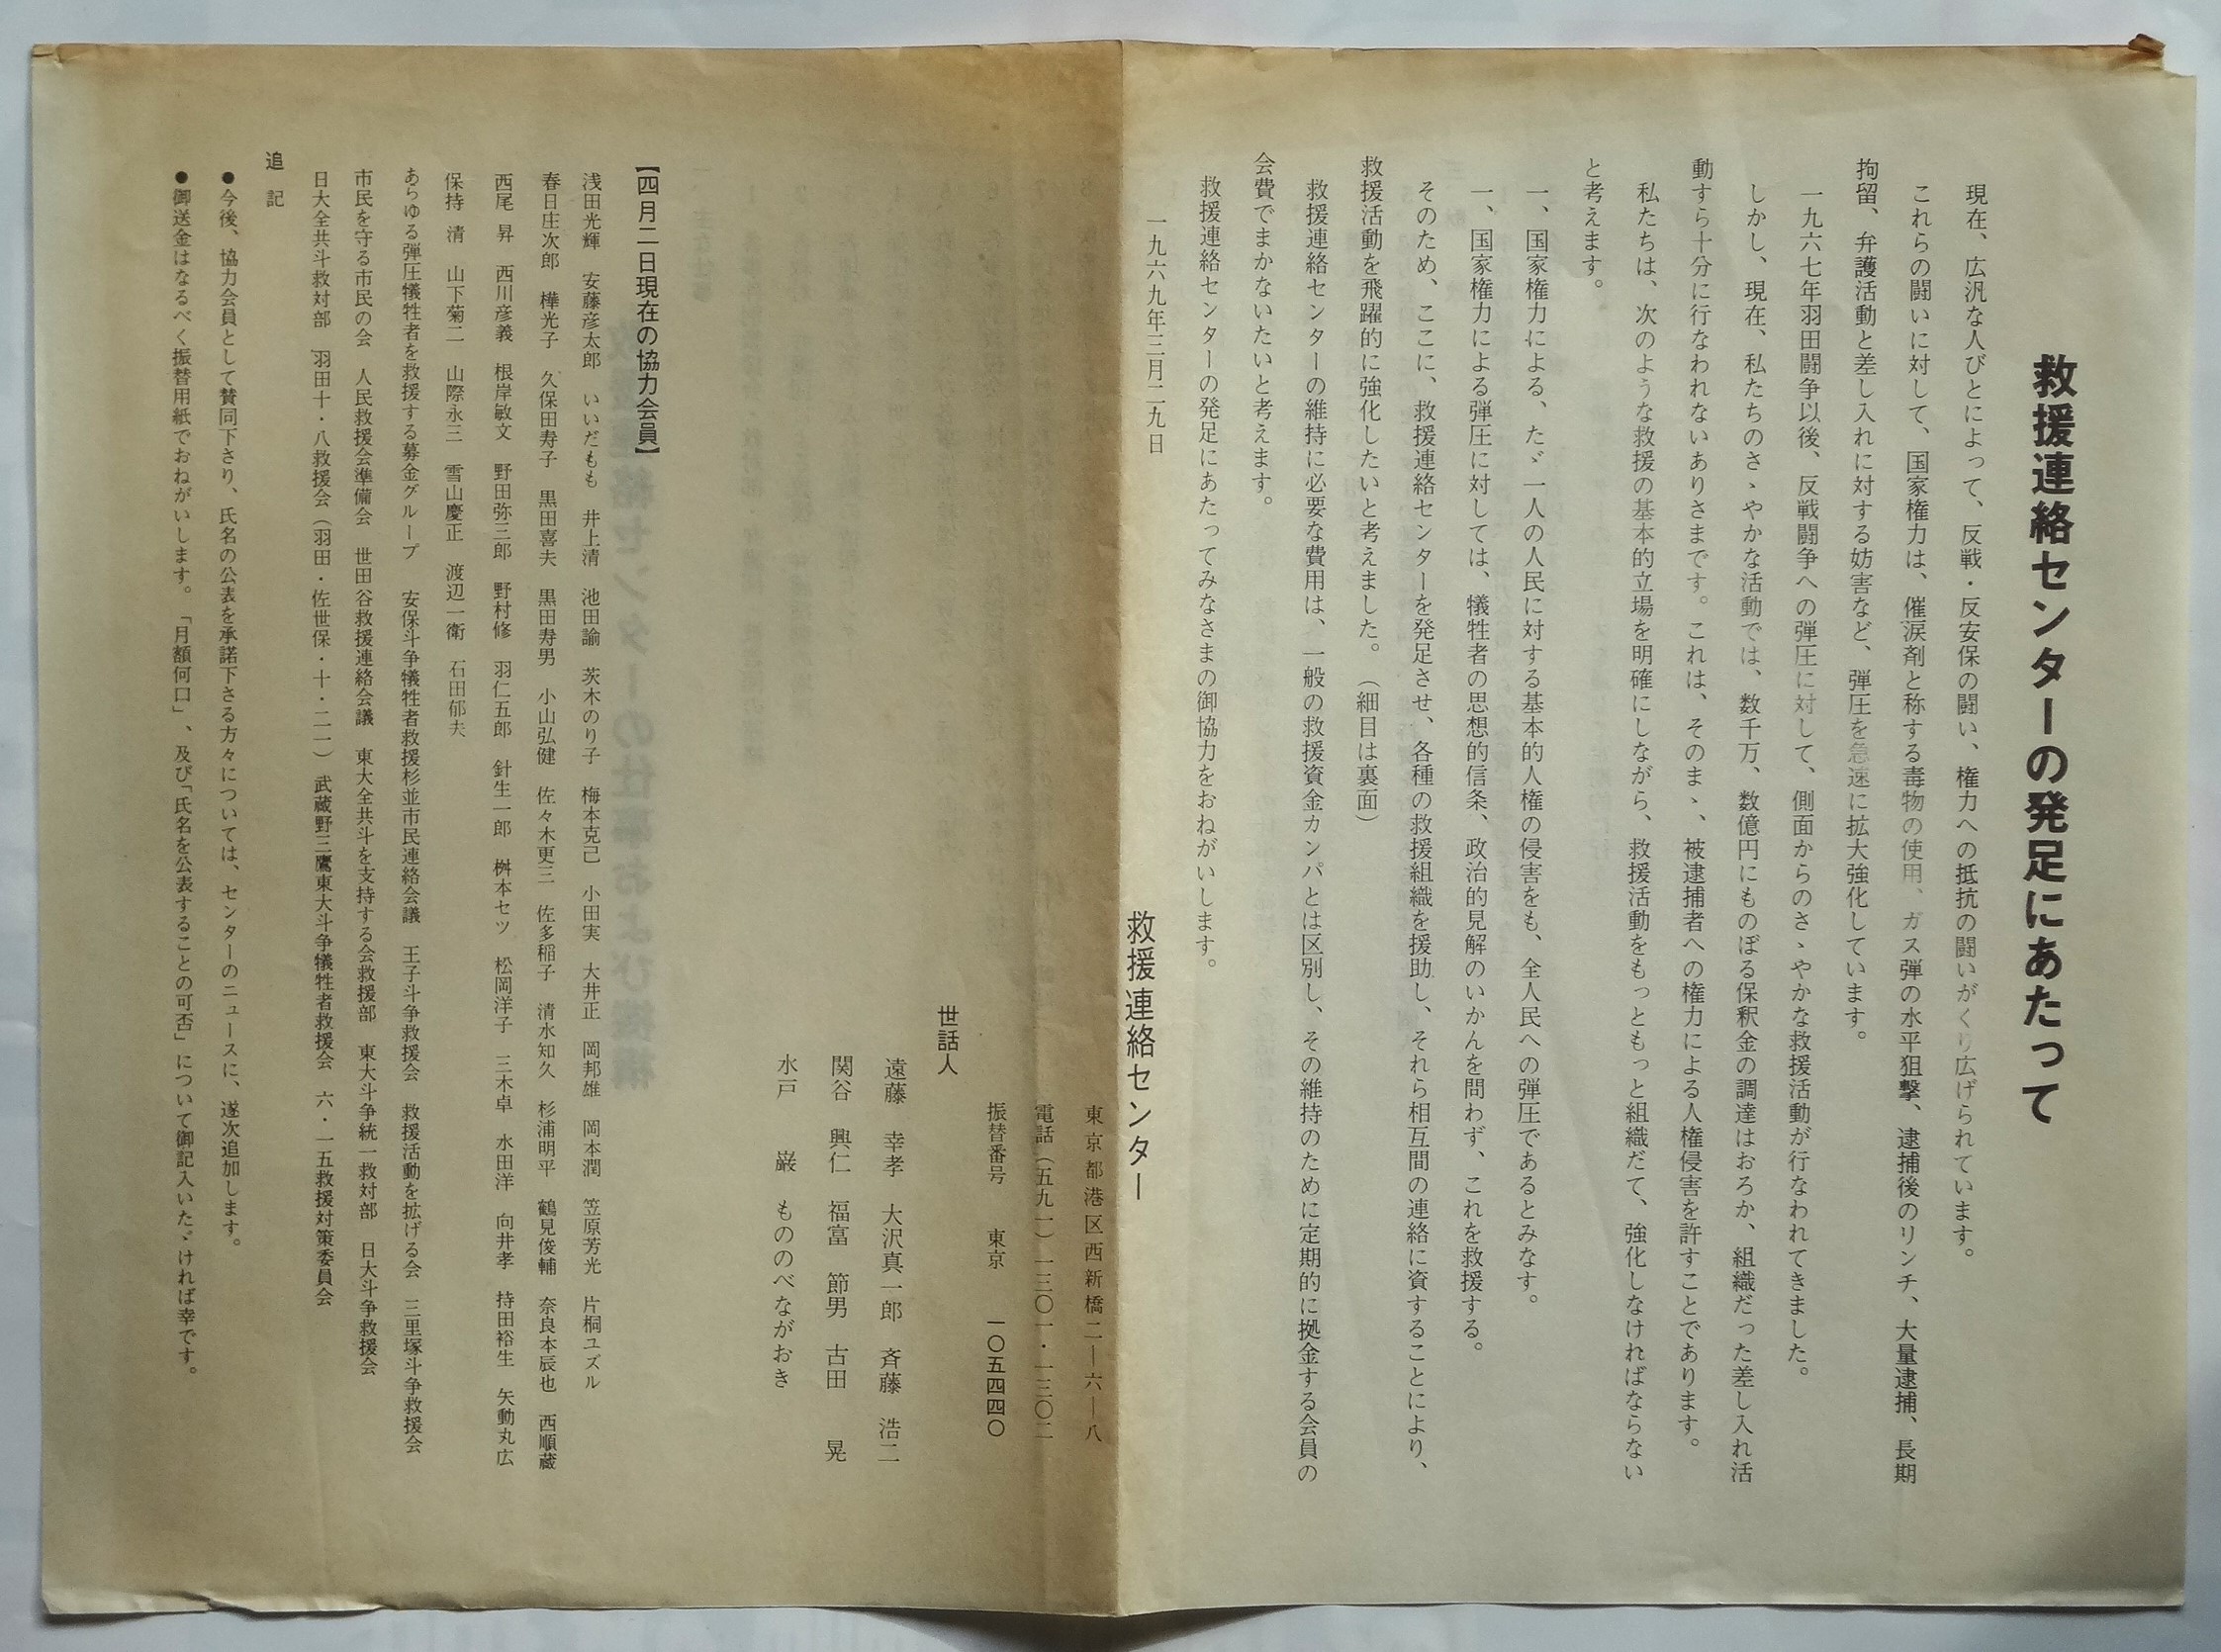 救援連絡センターの発足にあたって
現在、広汎な人びとによって、反戦・反安保の闘い、権力への抵抗の闘いがくり広げられています。
これらの闘いに対して、国家権力は、催涙剤と称する毒物の使用、ガス弾の水平狙撃、逮捕後のリンチ、大量逮捕、長期
拘留、弁護活動と差し入れに対する妨害など、弾圧を急速に拡大強化しています。
一九六七年羽田闘争以後、反戦闘争への弾圧に対して、側面からのさゝやかな救援活動が行なわれてきました。
しかし、現在、私たちのさゝやかな活動では、数千万、数億円にものぼる保釈金の調達はおろか、組織だった差し入れ活
動すら十分に行なわれないありさまです。これは、そのまゝ、被逮捕者への権力による人権侵害を許すことであります。
私たちは、次のような救援の基本的立場を明確にしながら、救援活動をもっともっと組織だて、強化しなければならない
と考えます。
一、国家権力による、たゞ一人の人民に対する基本的人権の侵害をも、全人民への弾圧であるとみなす。
一、国家権力による弾圧に対しては、犠牲者の思想的信条、政治的見解のいかんを問わず、これを救援する。
そのため、ここに、救援連絡センターを発足させ、各種の救援組織を援助し、それら相互間の連絡に資することにより、
救援活動を飛躍的に強化したいと考えました。（細目は裏面）
救援連絡センターの維持に必要な費用は、一般の救援資金カンパとは区別し、その維持のために定期的に拠金する会員の
会費でまかないたいと考えます。
救援連絡センターの発足にあたってみなさまの御協力をおねがいします。
一九六九年三月二九日
救援連絡センター
東京都港区西新橋二―六―八
電話（五九一）一三〇一・一三〇二
振替番号　東京　一〇五四四〇
世話人
遠藤　幸孝　大沢真一郎　斉藤　浩二
関谷　興仁　福富　節男　古田　晃
水戸　巌　もののべながおき
【四月二日現在の協力会員】
浅田光輝　安藤彦太郎　いいだもも　井上清　池田諭　茨木のり子　梅本克己　小田実　大井正　岡邦雄　岡本潤　笠原芳光　片桐ユズル
春日庄次郎　樺光子　久保田寿子　黒田喜夫　黒田寿男　小山弘健　佐々木更三　佐多稲子　清水知久　杉浦明平　鶴見俊輔　奈良本辰也　西順蔵
西尾昇　西川彦義　根岸敏文　野田弥三郎　野村修　羽仁五郎　針生一郎　桝本セツ　松岡洋子　三木卓　水田洋　向井孝　持田裕生　矢動丸広
保持清　山下菊二　山際永三　雪山慶正　渡辺一衛　石田郁夫
あらゆる弾圧犠牲者を救援する募金グループ　安保斗争犠牲者救援杉並市民連絡会議　王子斗争救援会　救援活動を拡げる会　三里塚斗争救援会
市民を守る市民の会　人民救援会準備会　世田谷救援連絡会議　東大全共斗を支持する会救援部　東大斗争統一救対部　日大斗争救援会
日大全共斗救対部　羽田十・八救援会（羽田・佐世保・十・二一）　武蔵野三鷹東大斗争犠牲者救援会　六・一五救援対策委員会
追記
●今後、協力会員として賛同下さり、氏名の公表を承諾下さる方々については、センターのニュースに、遂次追加します。
●御送金はなるべく振替用紙でおねがいします。「月額何口」、及び「氏名を公表することの可否」について御記入いたゞければ幸です。